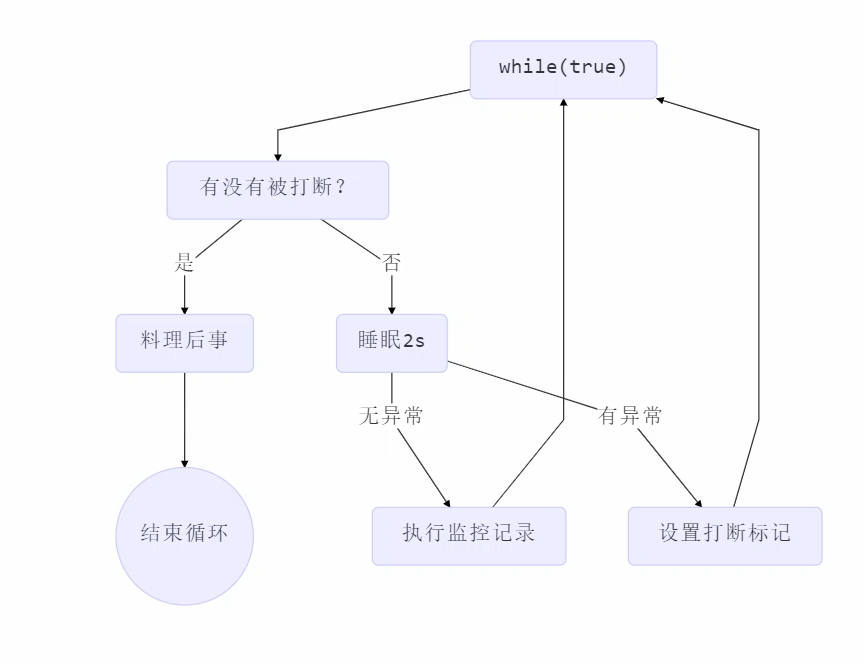 while(true)
有没有被打断?
是
否
料理后事
睡眠2s
无异常
有异常
结束循环
执行监控记录
设置打断标记